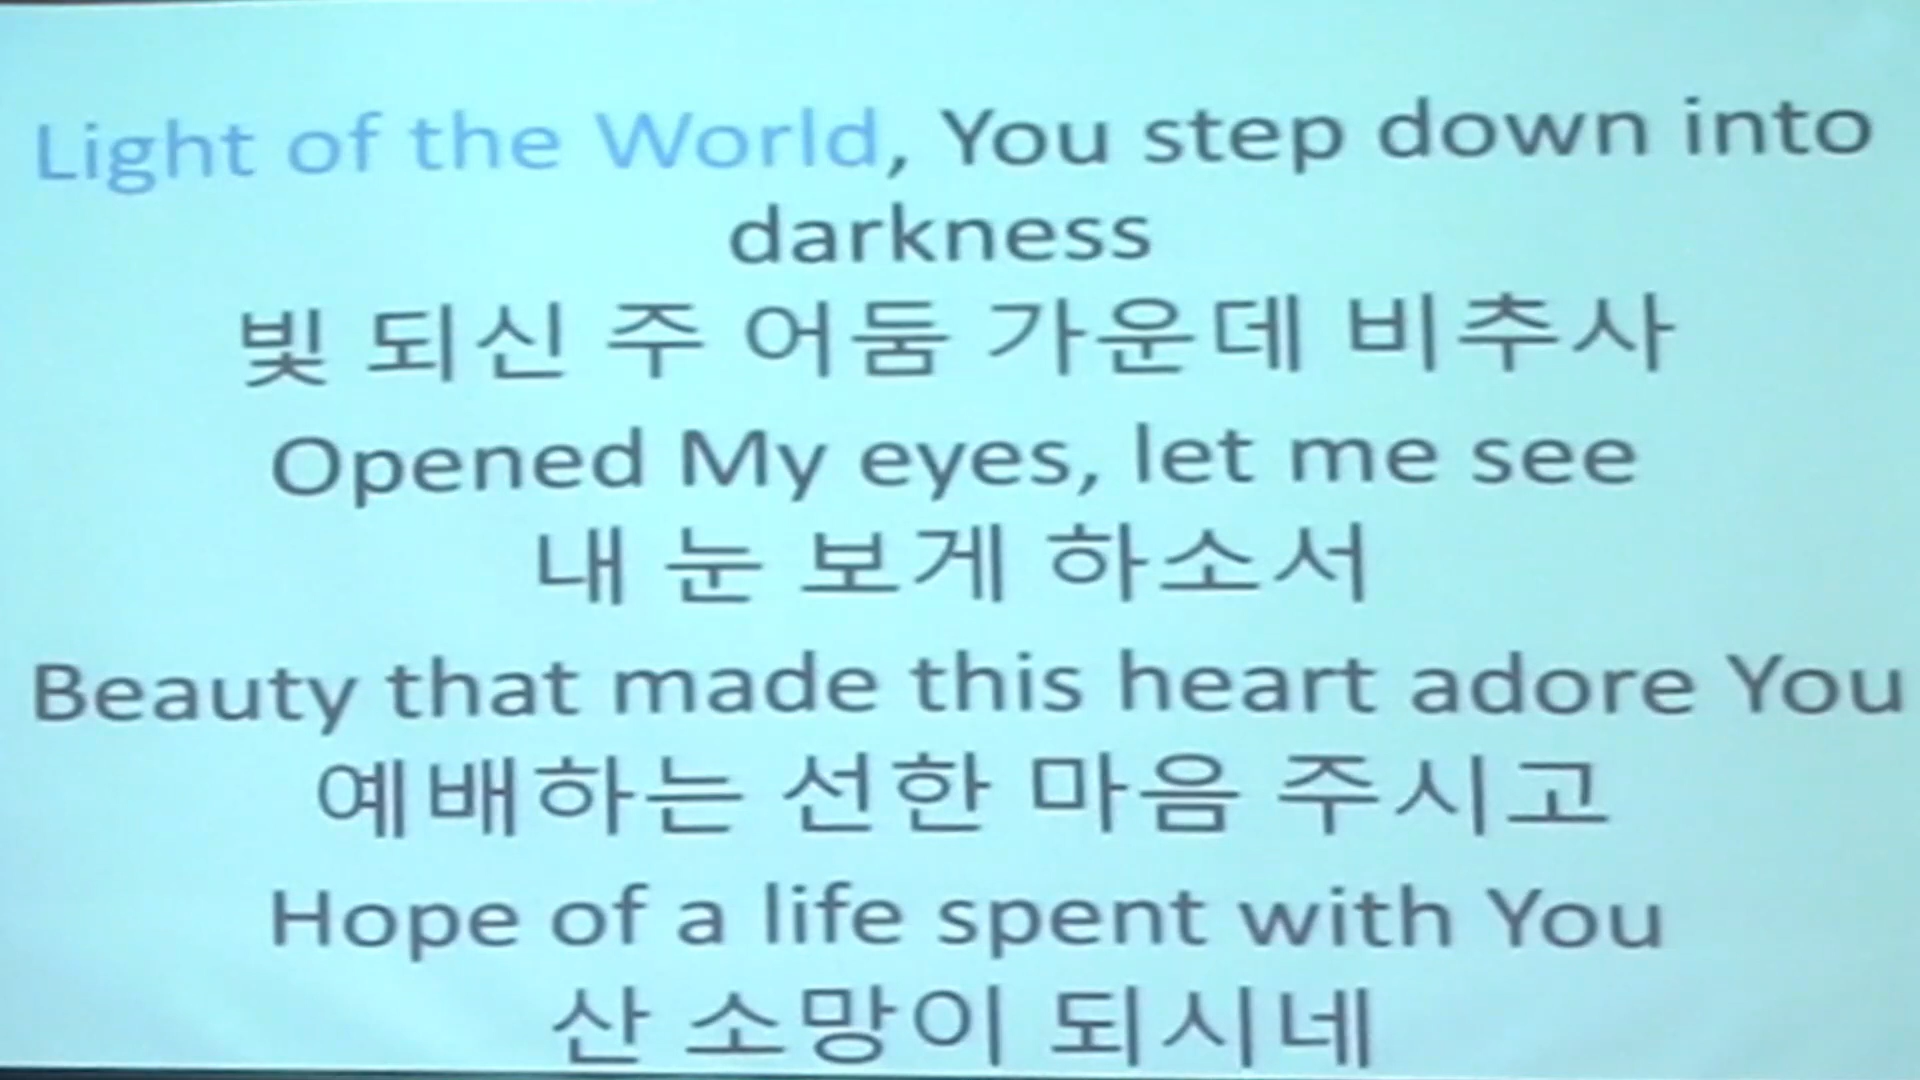 Light of the World, You step down into
darkness
빛 되신 주 어둠 가운데 비추사
Opened My eyes, let me see
내 눈 보게 하소서
Beauty that made this heart adore You
예배하는 선한 마음 주시고
Hope of a life spent with You
산 소망이 되시네